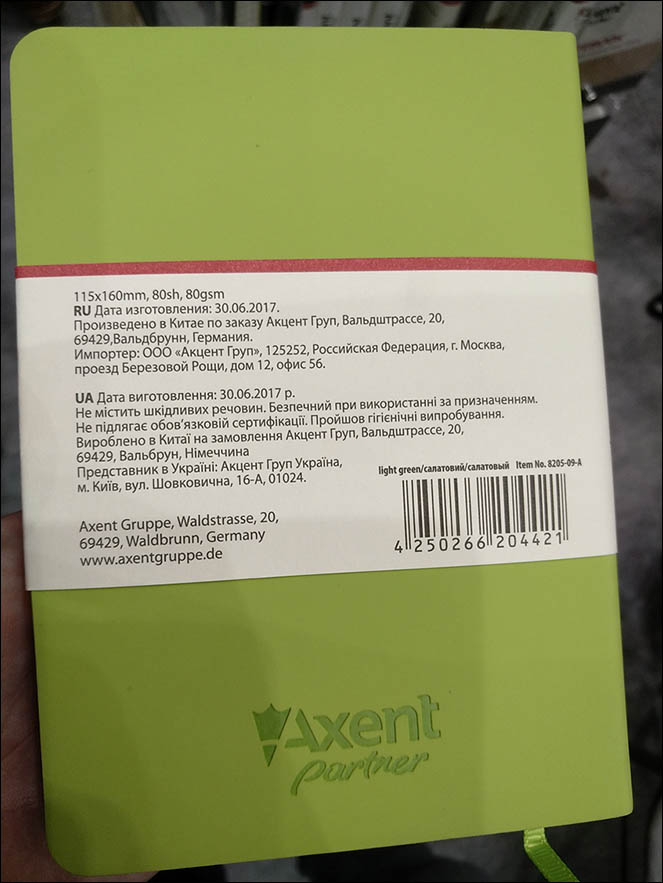 115x160mm, 80sh, 80gsm
RU Дата изготовления: 30.06.2017.
Произведено в Китае по заказу Акцент Груп, Вальдштрассе, 20,
69429,Вальдбрунн, Германия.
Импортер: ООО «Акцент Груп», 125252, Российская Федерация, г. Москва,
проезд Березовой Рощи, дом 12, офис 56.
UA Дата виготовлення: 30.06.2017 р.
Не містить шкідливих речовин. Безпечний при використанні за призначенням.
Не підлягає обов'язковій сертифікації. Пройшов гігієнічні випробування.
Вироблено в Китаї на замовлення Акцент Груп, Вальдштрассе, 20,
69429, Вальбрун, Німеччина
Представник в Україні: Акцент Груп Україна,
м. Київ, вул. Шовковична, 16-А, 01024.
light green/салатовий/салатовый Item No. 8205-09-A
4 250266 204421
Axent Gruppe, Waldstrasse, 20,
69429, Waldbrunn, Germany
www.axentgruppe.de
Axent
partner